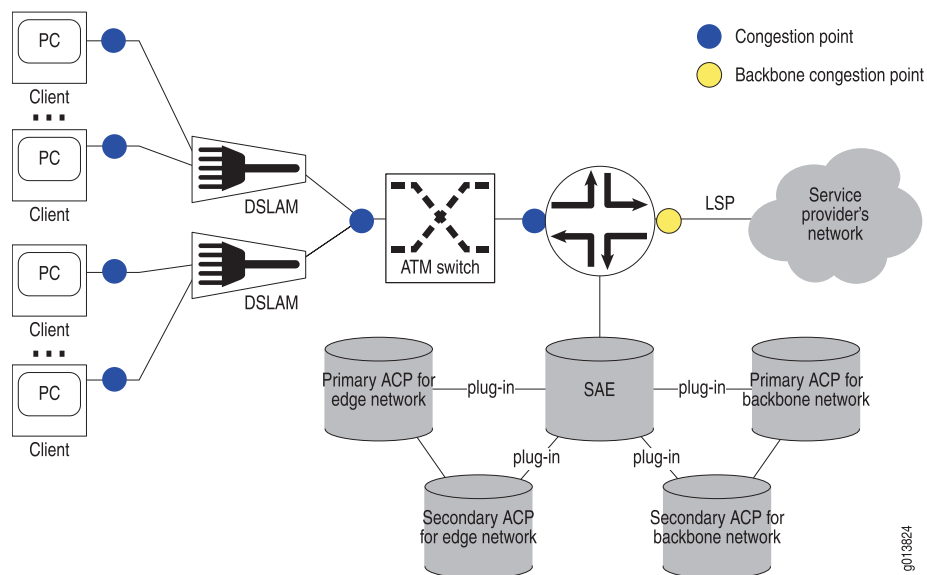 PC
Client
PC
Client
PC
Client
PC
Client
DSLAM
DSLAM
ATM switch
Congestion point
Backbone congestion point
LSP
Service
provider's
network
Primary ACP for
edge network
plug-in
SAE
plug-in
Primary ACP for
backbone network
plug-in
plug-in
Secondary ACP
for edge network
Secondary ACP for
backbone network
g013824